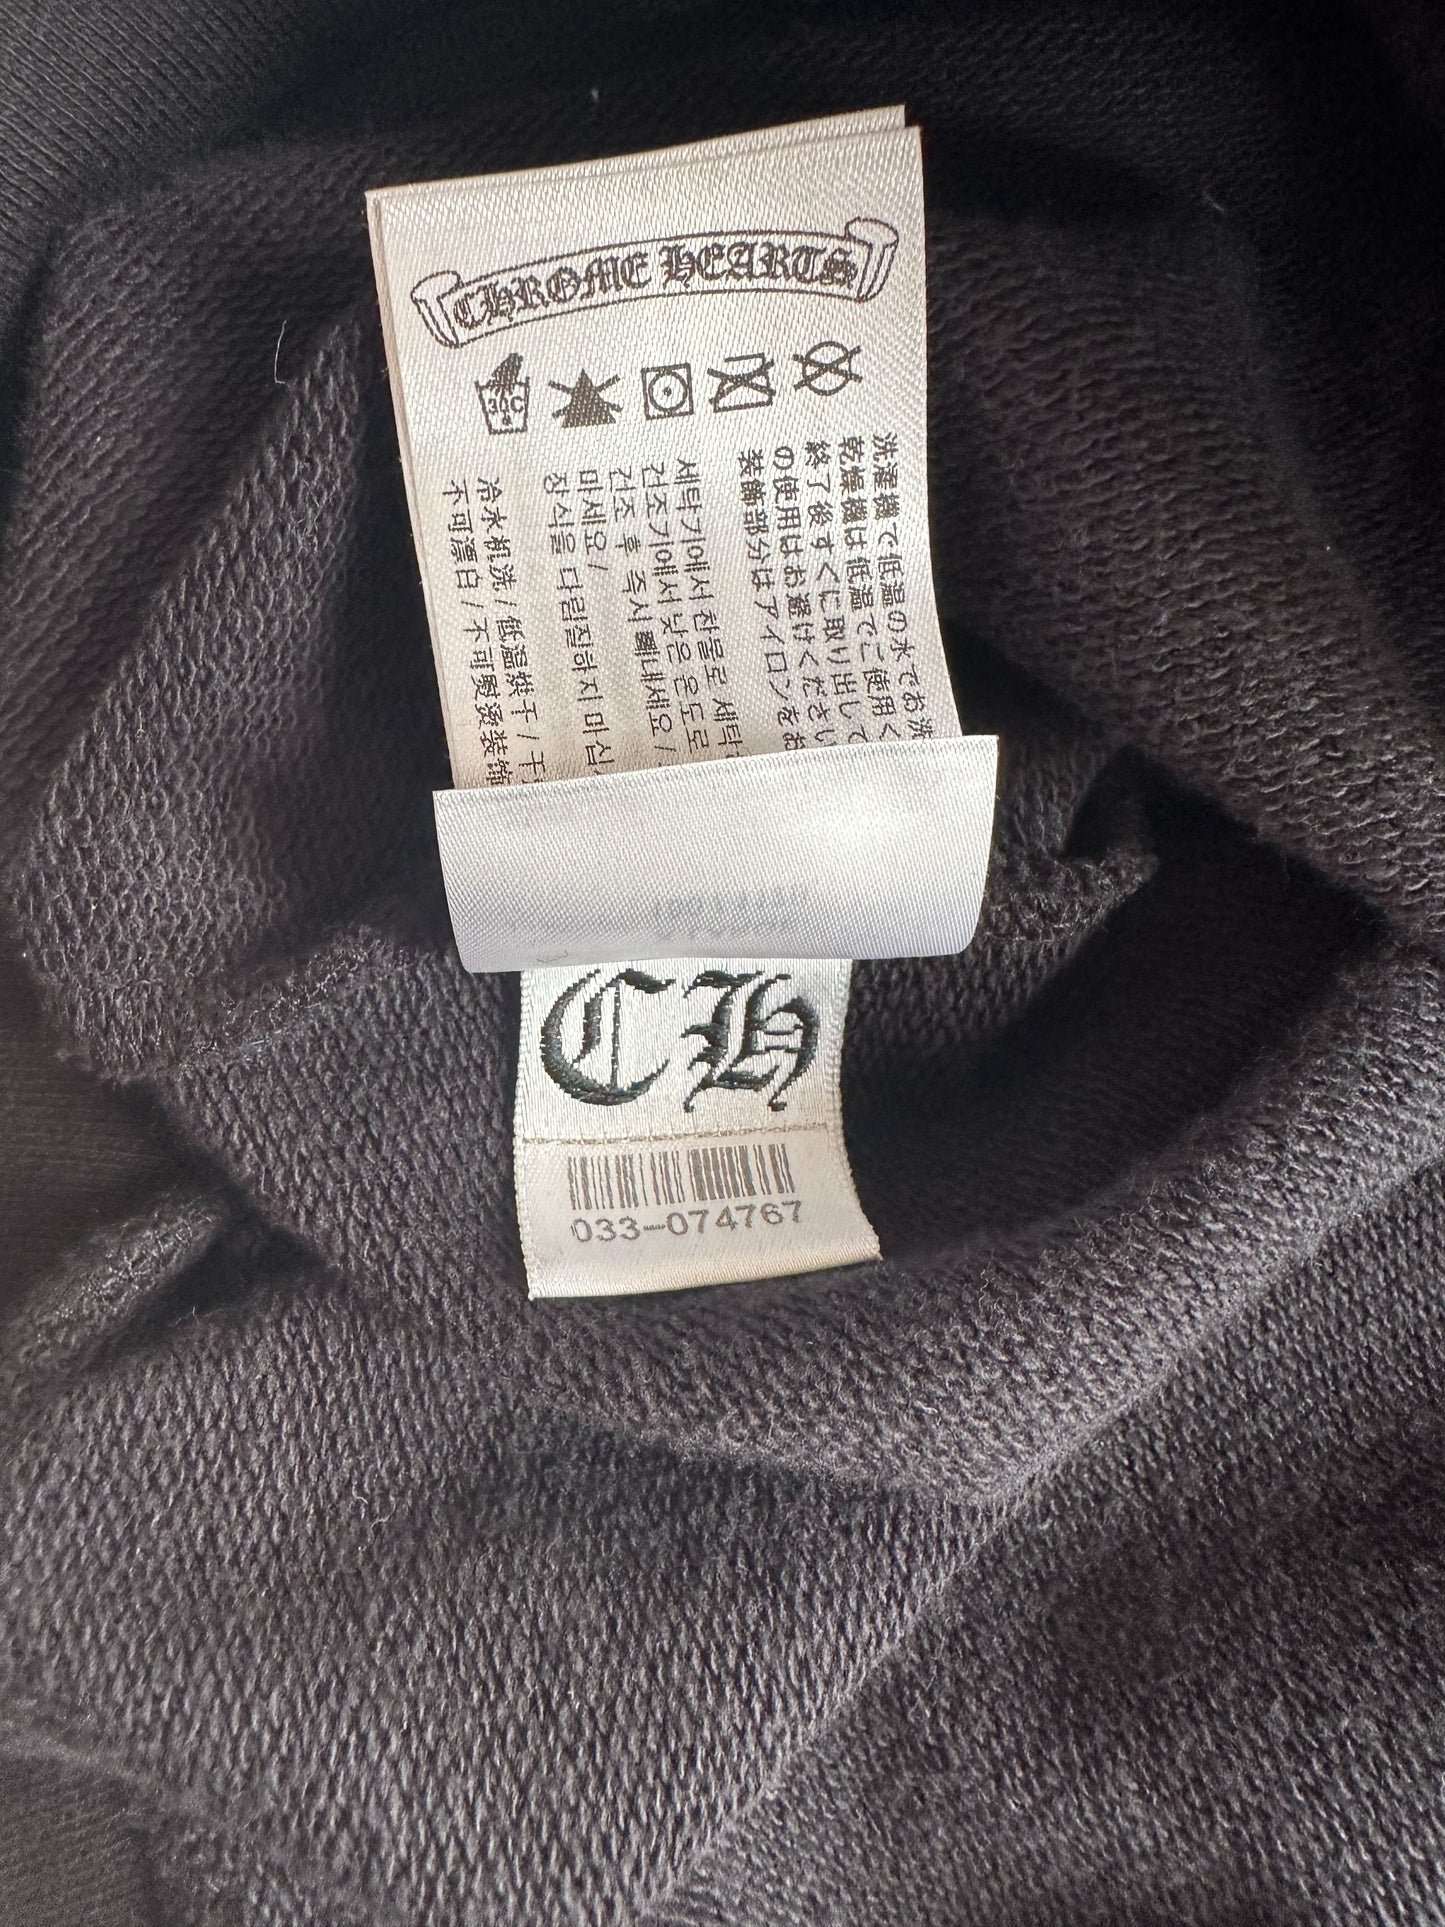 CHROME HEARTS
30C
洗濯機で低温の水でお洗
乾燥機は低温でご使用く
終了後すぐに取り出して
の使用はお避けください
装飾部分はアイロンをお
세탁기에서 찬물로 세탁
건조기에서 낮은 온도로
건조 후 즉시 빼내세요 /
마세요 /
장식을 다림질하지 마십
冷水机洗 / 低温烘干 / 干
不可漂白 / 不可熨烫装饰
CH
033-074767